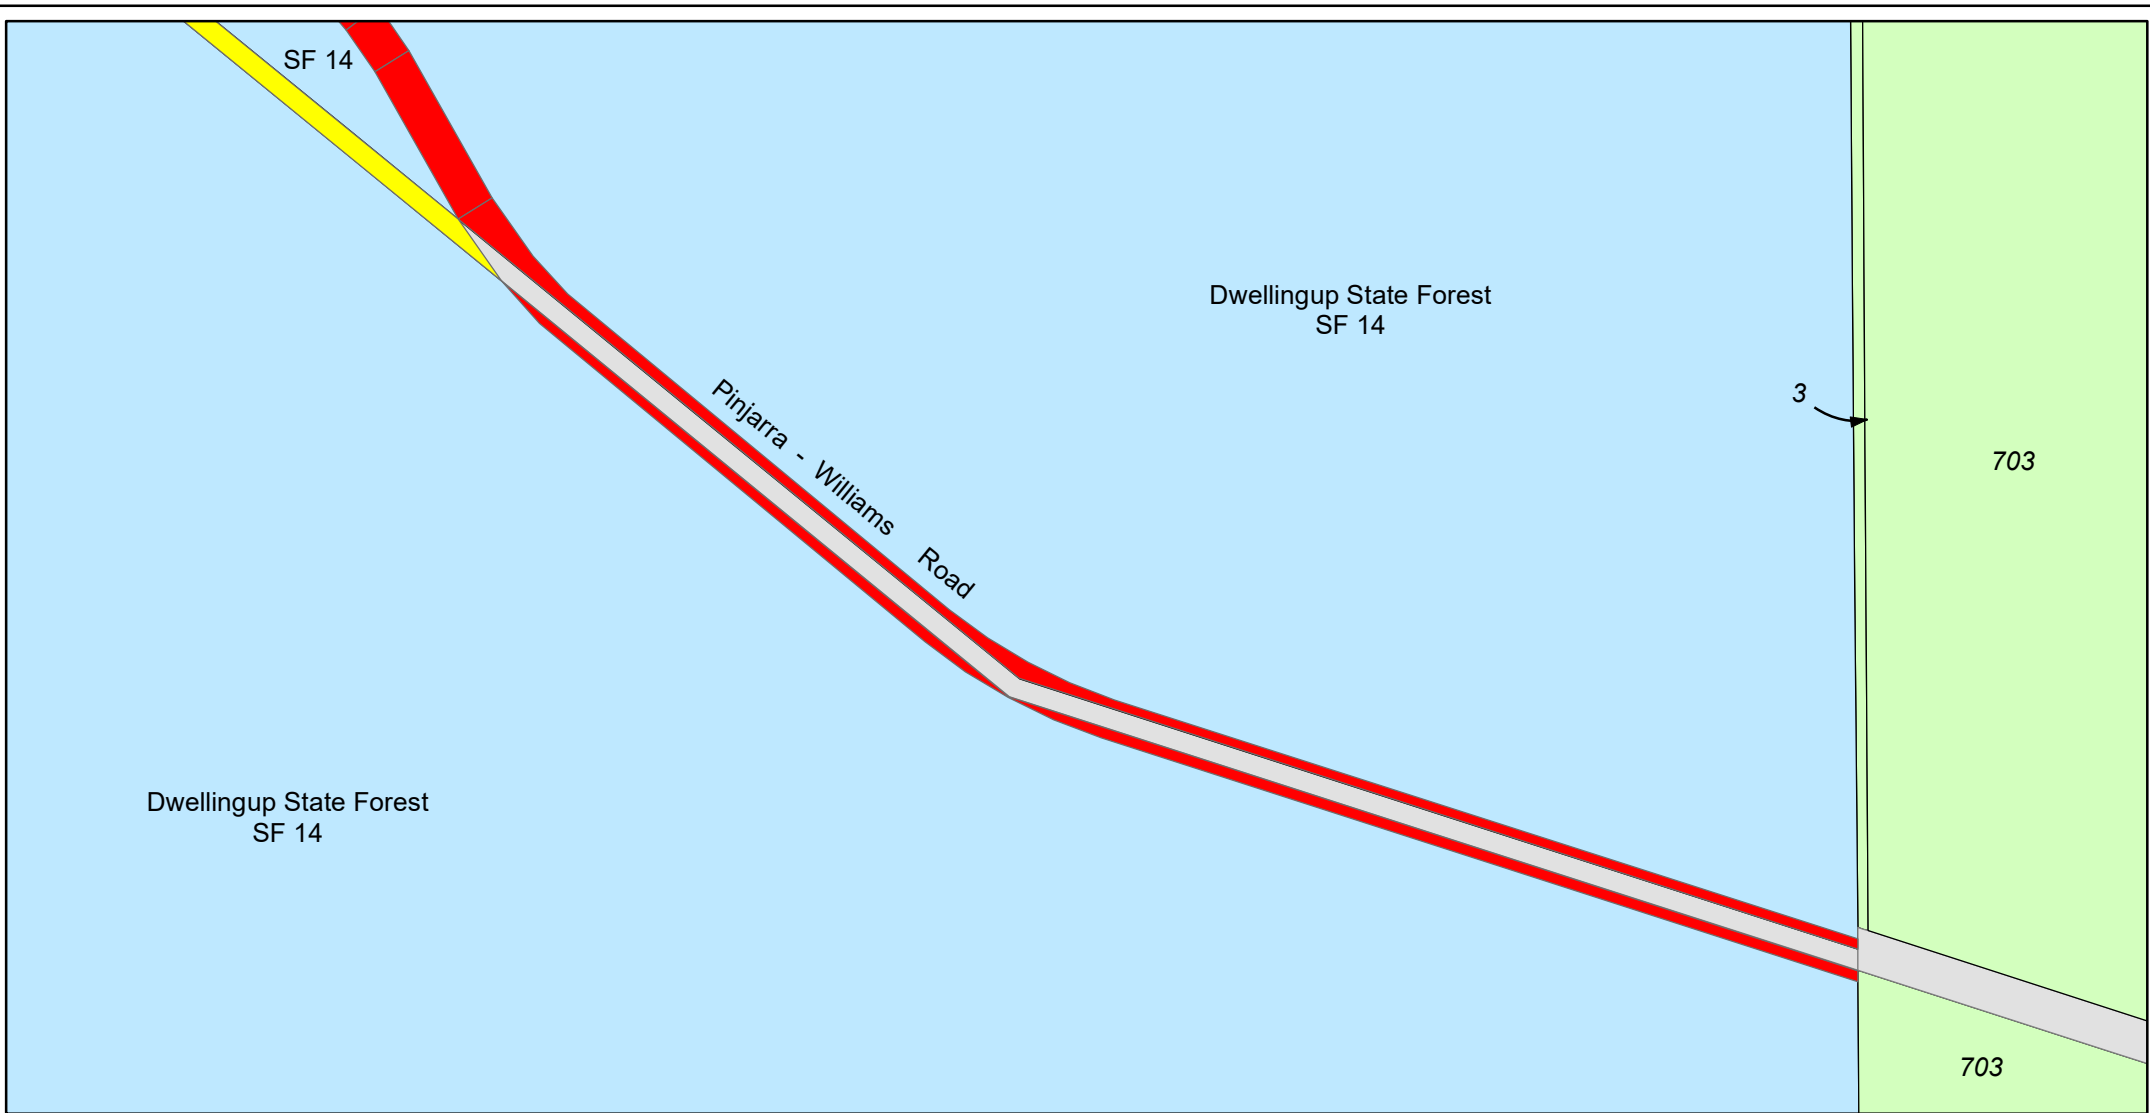 SF 14
Dwellingup State Forest
SF 14
3
Pinjarra - Williams Road
703
Dwellingup State Forest
SF 14
703